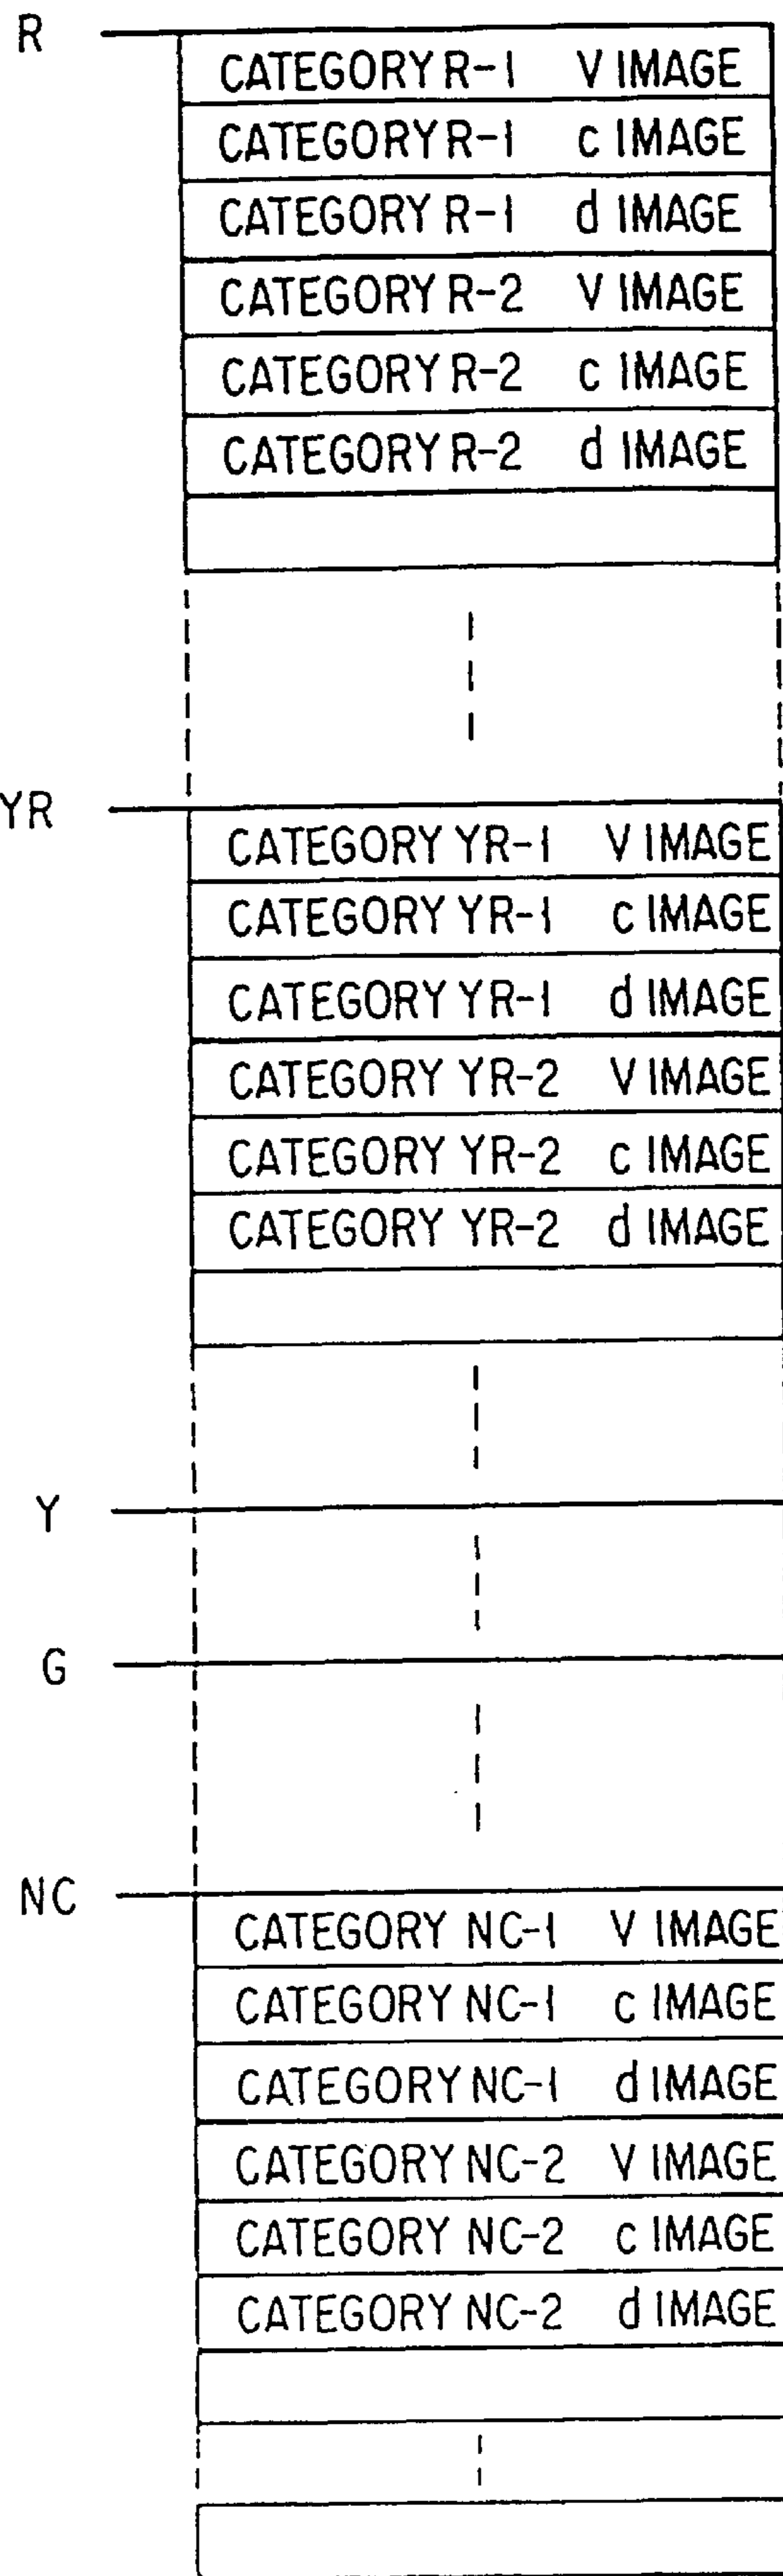 R
CATEGORY R-1 V IMAGE
CATEGORY R-1 c IMAGE
CATEGORY R-1 d IMAGE
CATEGORY R-2 V IMAGE
CATEGORY R-2 c IMAGE
CATEGORY R-2 d IMAGE
YR
CATEGORY YR-1 V IMAGE
CATEGORY YR-1 c IMAGE
CATEGORY YR-1 d IMAGE
CATEGORY YR-2 V IMAGE
CATEGORY YR-2 c IMAGE
CATEGORY YR-2 d IMAGE
Y
G
NC
CATEGORY NC-1 V IMAGE
CATEGORY NC-1 c IMAGE
CATEGORY NC-1 d IMAGE
CATEGORY NC-2 V IMAGE
CATEGORY NC-2 c IMAGE
CATEGORY NC-2 d IMAGE